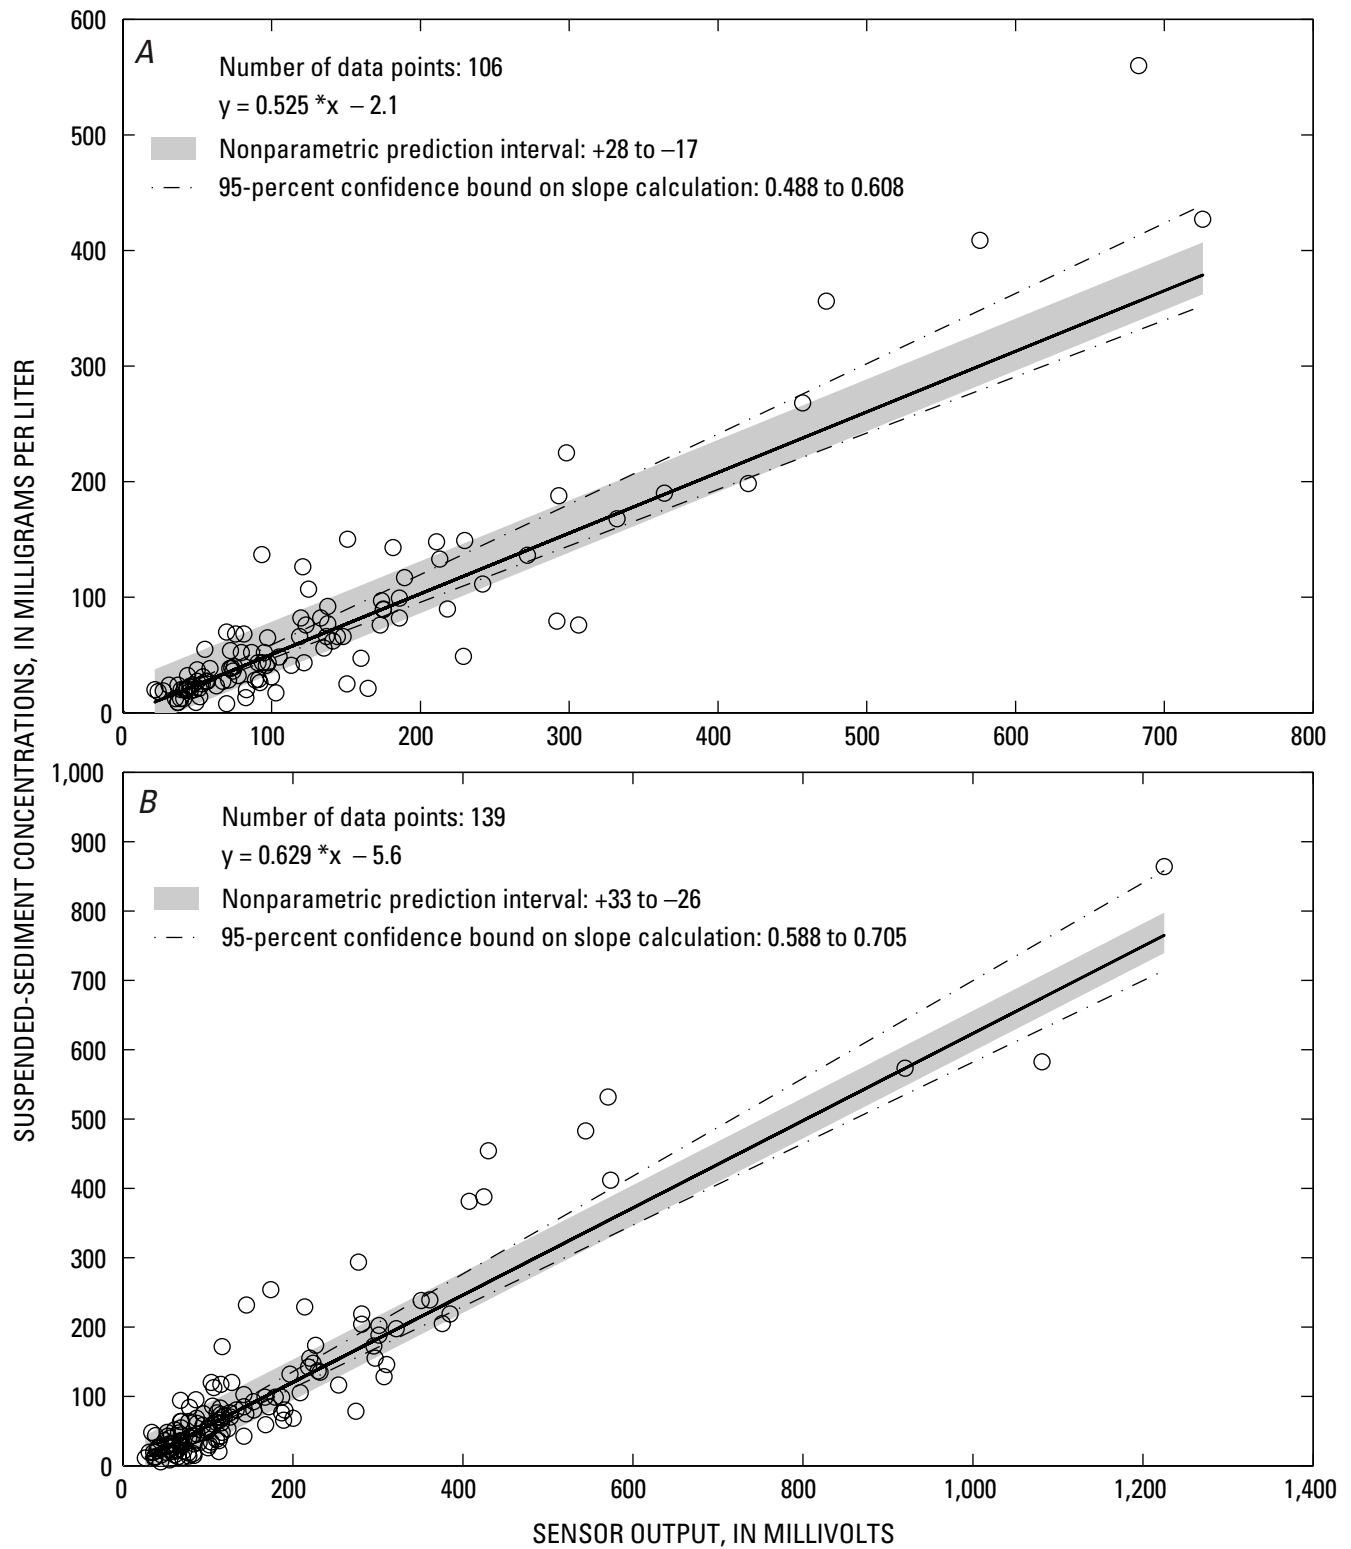 SUSPENDED-SEDIMENT CONCENTRATIONS, IN MILLIGRAMS PER LITER
600
500
400
300
200
100
0
A
Number of data points: 106
y = 0.525 *x – 2.1
Nonparametric prediction interval: +28 to –17
95-percent confidence bound on slope calculation: 0.488 to 0.608
0 100 200 300 400 500 600 700 800
1,000
900
800
700
600
500
400
300
200
100
0
B
Number of data points: 139
y = 0.629 *x – 5.6
Nonparametric prediction interval: +33 to –26
95-percent confidence bound on slope calculation: 0.588 to 0.705
0 200 400 600 800 1,000 1,200 1,400
SENSOR OUTPUT, IN MILLIVOLTS